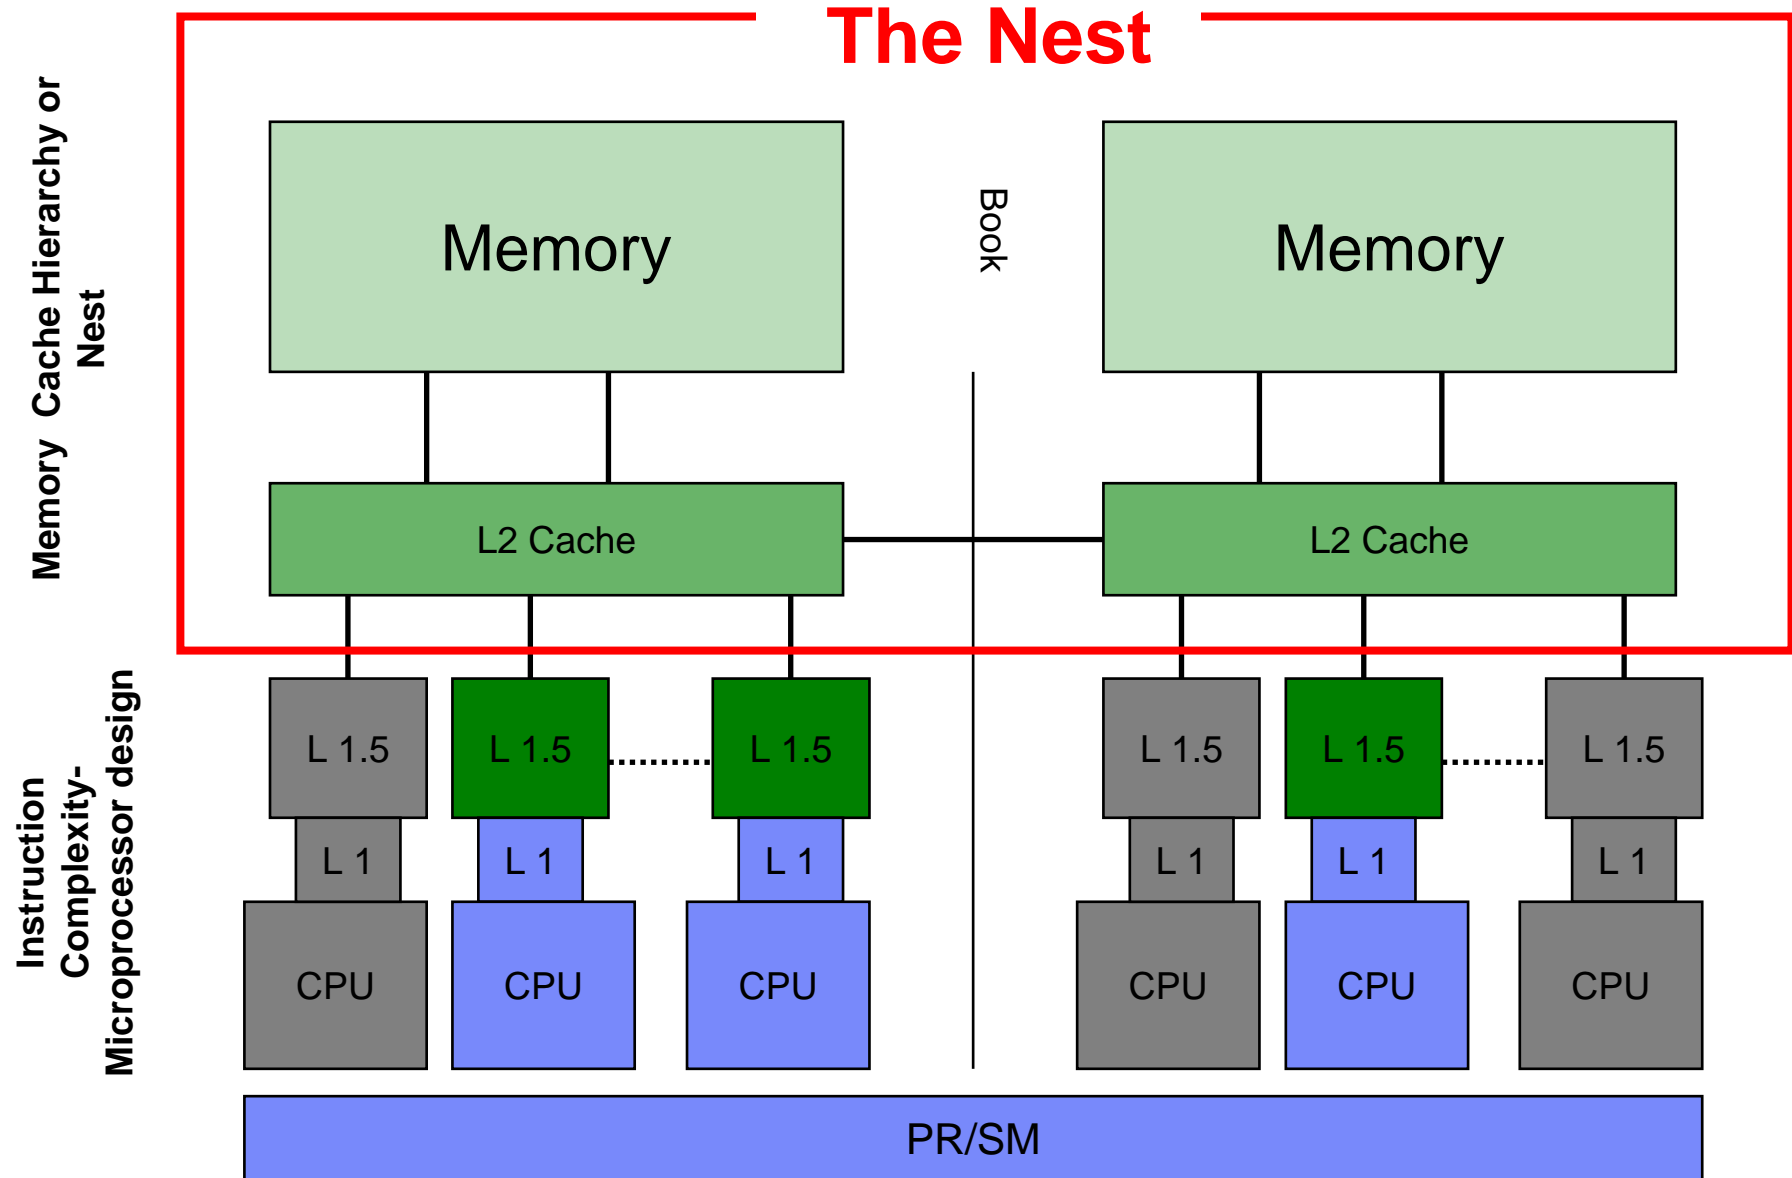 The Nest
Memory Cache Hierarchy or
Nest
Memory
Book
Memory
L2 Cache
L2 Cache
Instruction
Complexity-
Microprocessor design
L 1.5
L 1.5
L 1.5
L 1.5
L 1.5
L 1.5
L 1
L 1
L 1
L 1
L 1
L 1
CPU
CPU
CPU
CPU
CPU
CPU
PR/SM